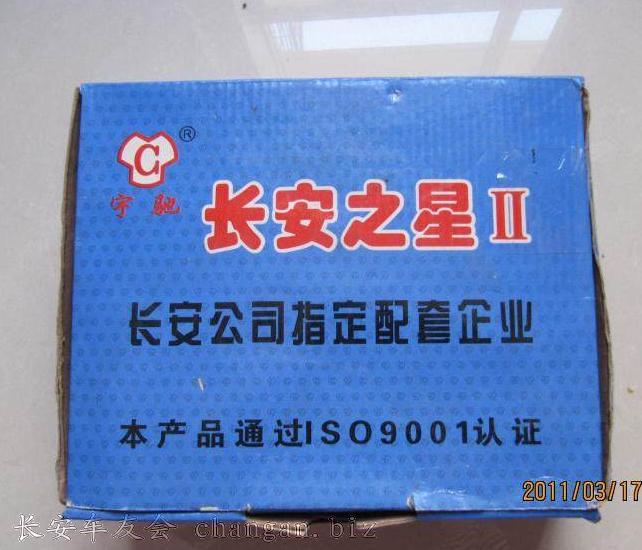 C ®
宇驰
长安之星II
长安公司指定配套企业
本产品通过ISO9001认证
2011/03/17
长安车友会 changan.biz